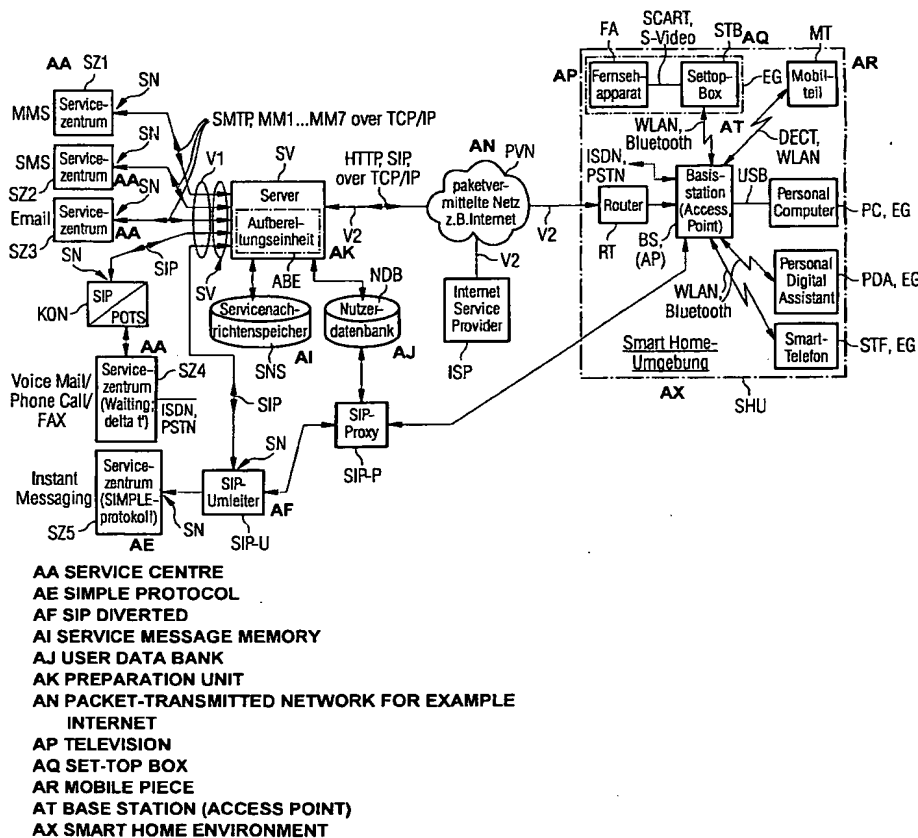 FA
SCART,
S-Video
STB
AQ
MT
AR
AP
Fernseh-
apparat
Settop-
Box
EG
Mobil-
teil
AT
WLAN,
Bluetooth
DECT,
WLAN
ISDN,
PSTN
Basis-
station
(Access,
Point)
USB
Personal
Computer
PC, EG
Router
RT
BS,
(AP)
WLAN,
Bluetooth
Personal
Digital
Assistant
PDA, EG
Smart-
Telefon
STF, EG
Smart Home-
Umgebung
AX
SHU
AA
SZ1
SN
MMS
Service-
zentrum
SMTP, MM1...MM7 over TCP/IP
SMS
Service-
zentrum
SN
SZ2
AA
V1
SV
Email
Service-
zentrum
SN
SZ3
AA
Server
Aufberei-
tungseinheit
AK
ABE
HTTP, SIP,
over TCP/IP
V2
AN
PVN
paketver-
mittelte Netz
z.B. Internet
V2
V2
Internet
Service
Provider
ISP
SIP
SN
SV
KON
SIP
POTS
NDB
Servicenach-
richtenspeicher
AI
SNS
Nutzer-
datenbank
AJ
AA
SZ4
Voice Mail/
Phone Call/
FAX
Service-
zentrum
(Waiting;
delta t')
ISDN,
PSTN
SIP
SIP-
Proxy
SIP-P
Instant
Messaging
Service-
zentrum
(SIMPLE-
protokoll)
SZ5
SN
AE
SN
SIP-
Umleiter
AF
SIP-U
AA SERVICE CENTRE
AE SIMPLE PROTOCOL
AF SIP DIVERTED
AI SERVICE MESSAGE MEMORY
AJ USER DATA BANK
AK PREPARATION UNIT
AN PACKET-TRANSMITTED NETWORK FOR EXAMPLE
INTERNET
AP TELEVISION
AQ SET-TOP BOX
AR MOBILE PIECE
AT BASE STATION (ACCESS POINT)
AX SMART HOME ENVIRONMENT